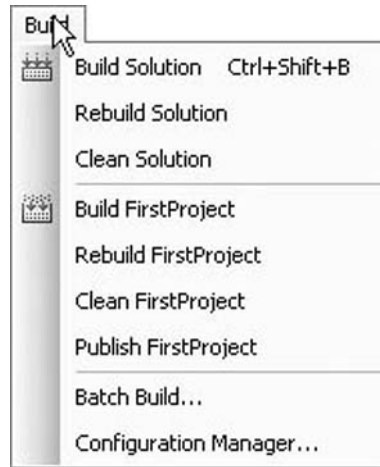 Build
Build Solution Ctrl+Shift+B
Rebuild Solution
Clean Solution
Build FirstProject
Rebuild FirstProject
Clean FirstProject
Publish FirstProject
Batch Build...
Configuration Manager...